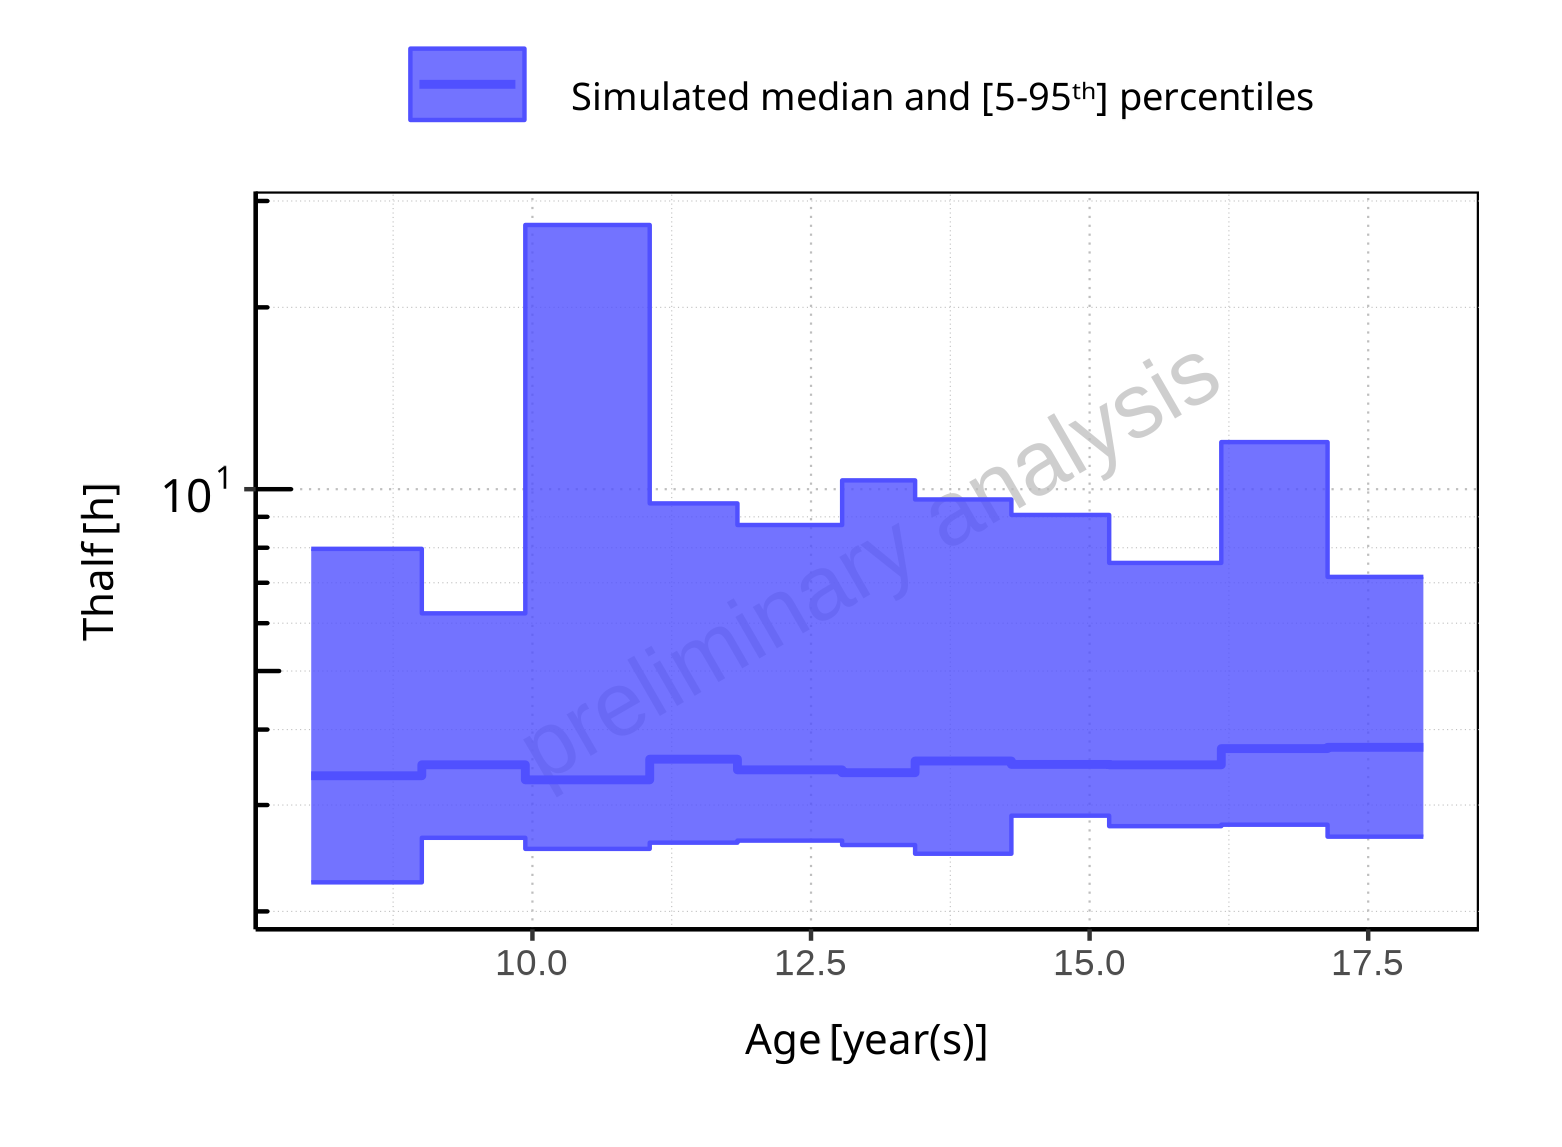 Simulated median and [5-95ᵗʰ] percentiles
10¹
Thalf [h]
preliminary analysis
10.0 12.5 15.0 17.5
Age [year(s)]